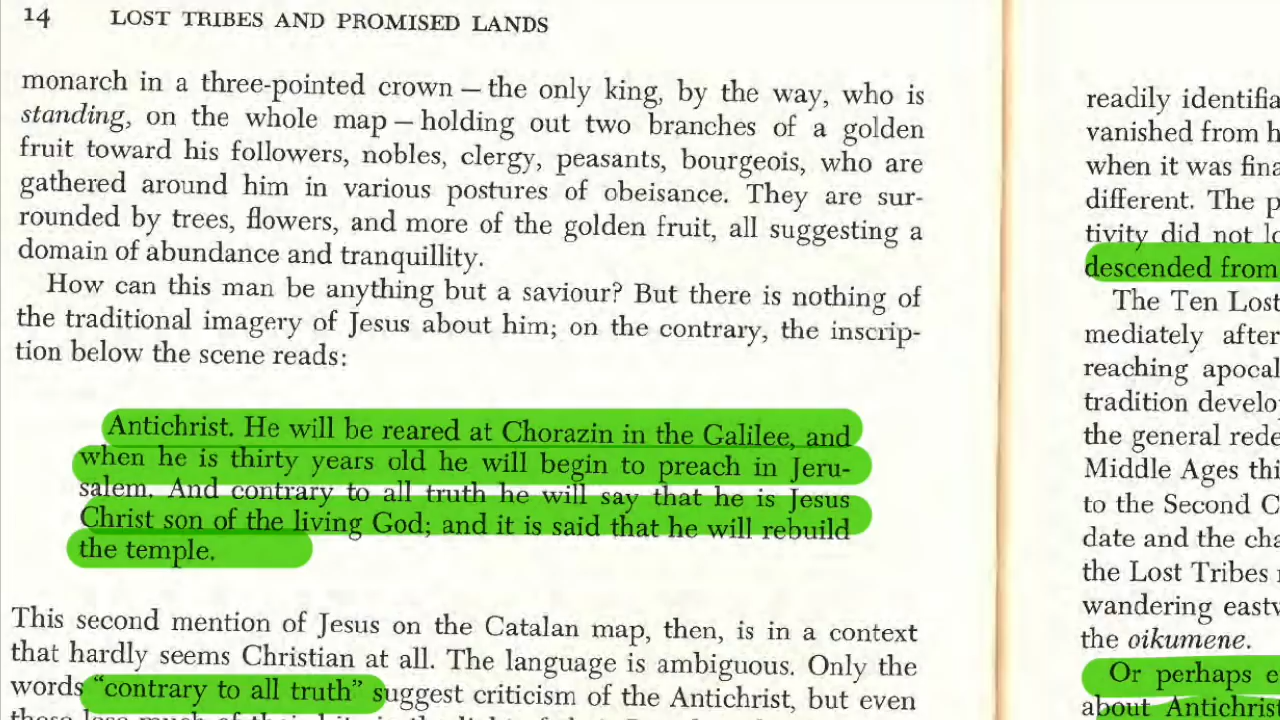 14 LOST TRIBES AND PROMISED LANDS
monarch in a three-pointed crown – the only king, by the way, who is
standing, on the whole map – holding out two branches of a golden
fruit toward his followers, nobles, clergy, peasants, bourgeois, who are
gathered around him in various postures of obeisance. They are sur-
rounded by trees, flowers, and more of the golden fruit, all suggesting a
domain of abundance and tranquillity.
How can this man be anything but a saviour? But there is nothing of
the traditional imagery of Jesus about him; on the contrary, the inscrip-
tion below the scene reads:
Antichrist. He will be reared at Chorazin in the Galilee, and
when he is thirty years old he will begin to preach in Jeru-
salem. And contrary to all truth he will say that he is Jesus
Christ son of the living God; and it is said that he will rebuild
the temple.
This second mention of Jesus on the Catalan map, then, is in a context
that hardly seems Christian at all. The language is ambiguous. Only the
words “contrary to all truth” suggest criticism of the Antichrist, but even
readily
vanished from
when it was
different. The
tivity did not
descended from
The Ten Lost
mediately after
reaching
tradition
the general
Middle Ages
to the Second
date and the
the Lost Tribes
wandering
the oikumene.
Or perhaps
about